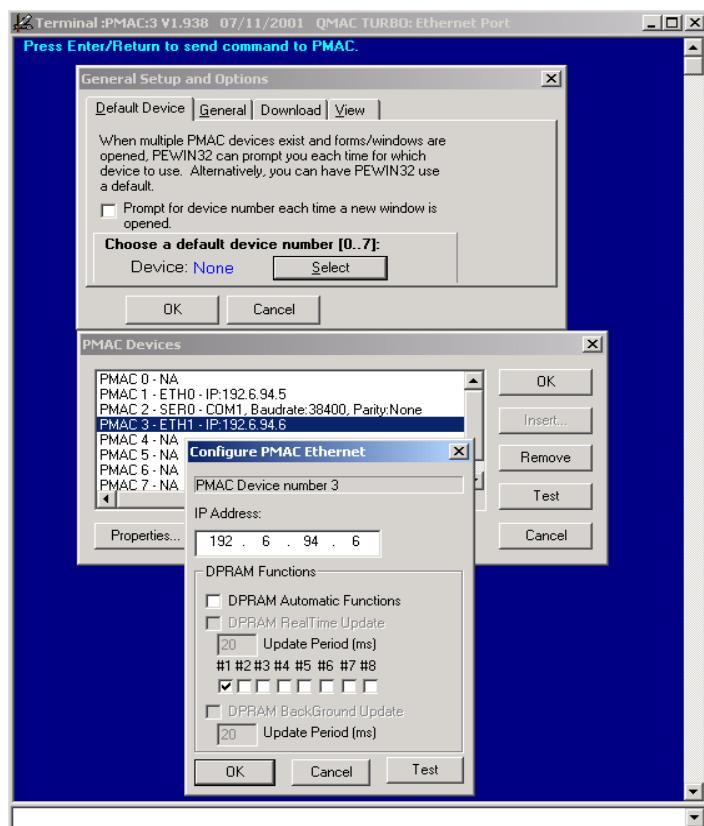 Terminal :PMAC:3 V1.938 07/11/2001 QMAC TURBO: Ethernet Port
Press Enter/Return to send command to PMAC.
General Setup and Options
Default Device General Download View
When multiple PMAC devices exist and forms/windows are
opened, PEWIN32 can prompt you each time for which
device to use. Alternatively, you can have PEWIN32 use
a default.
Prompt for device number each time a new window is
opened.
Choose a default device number [0..7]:
Device: None Select
OK Cancel
PMAC Devices
PMAC 0 - NA
PMAC 1 - ETH0 - IP:192.6.94.5
PMAC 2 - SER0 - COM1, Baudrate:38400, Parity:None
PMAC 3 - ETH1 - IP:192.6.94.6
PMAC 4 - NA
PMAC 5 - NA
PMAC 6 - NA
PMAC 7 - NA
OK
Insert...
Remove
Test
Properties...
Cancel
Configure PMAC Ethernet
PMAC Device number 3
IP Address:
192 . 6 . 94 . 6
DPRAM Functions
DPRAM Automatic Functions
DPRAM RealTime Update
20 Update Period (ms)
#1 #2 #3 #4 #5 #6 #7 #8
DPRAM BackGround Update
20 Update Period (ms)
OK Cancel Test